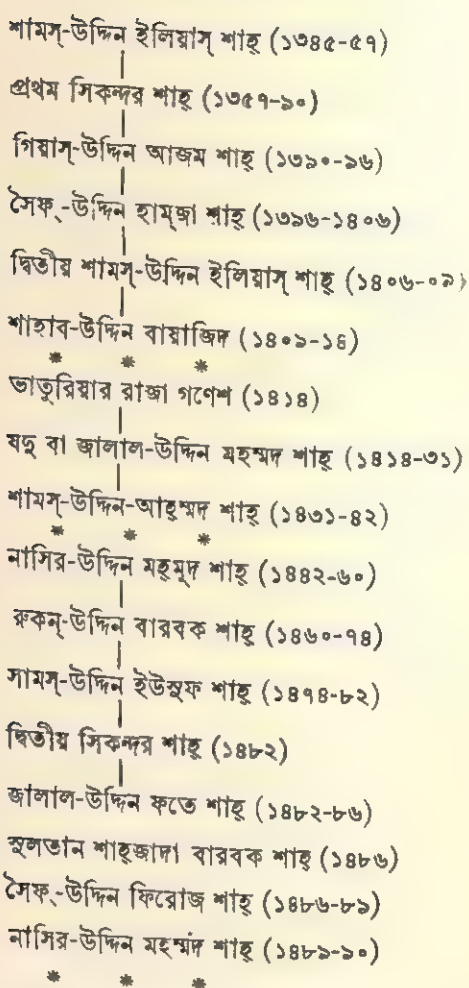 শামস্-উদ্দিন ইলিয়াস্ শাহ্ (১৩৪৫-৫৭)
প্রথম সিকন্দর শাহ্ (১৩৫৭-৯০)
গিয়াস্-উদ্দিন আজম শাহ্ (১৩৯০-৯৬)
সৈফ্-উদ্দিন হাম্‌জা শাহ্ (১৩৯৬-১৪০৬)
দ্বিতীয় শামস্-উদ্দিন ইলিয়াস্ শাহ্ (১৪০৬-০৯)
শাহাব-উদ্দিন বায়াজিদ (১৪০৯-১৪)
* * *
ভাতুরিয়ার রাজা গণেশ (১৪১৪)
যদু বা জালাল-উদ্দিন মহম্মদ শাহ্ (১৪১৪-৩১)
শামস্-উদ্দিন-আহম্মদ শাহ্ (১৪৩১-৪২)
* * *
নাসির-উদ্দিন মহ্‌মুদ শাহ্ (১৪৪২-৬০)
রুকন্-উদ্দিন বারবক শাহ্ (১৪৬০-৭৪)
সামস্-উদ্দিন ইউসুফ শাহ্ (১৪৭৪-৮২)
দ্বিতীয় সিকন্দর শাহ্ (১৪৮২)
জালাল-উদ্দিন ফতে শাহ্ (১৪৮২-৮৬)
সুলতান শাহ্‌জাদা বারবক শাহ্ (১৪৮৬)
সৈফ্-উদ্দিন ফিরোজ শাহ্ (১৪৮৬-৮৯)
নাসির-উদ্দিন মহম্মদ শাহ্ (১৪৮৯-৯০)
* * *